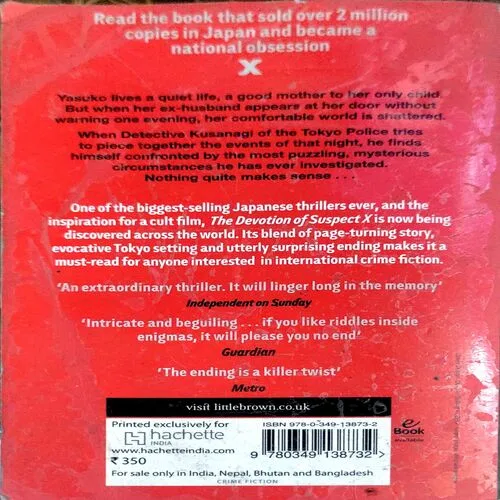 Read the book that sold over 2 million
copies in Japan and became a
national obsession
X
Yasuko lives a quiet life, a good mother to her only child.
But when her ex-husband appears at her door without
warning one evening, her comfortable world is shattered.
When Detective Kusanagi of the Tokyo Police tries
to piece together the events of that night, he finds
himself confronted by the most puzzling, mysterious
circumstances he has ever investigated.
Nothing quite makes sense . . .
One of the biggest-selling Japanese thrillers ever, and the
inspiration for a cult film, The Devotion of Suspect X is now being
discovered across the world. Its blend of page-turning story,
evocative Tokyo setting and utterly surprising ending makes it a
must-read for anyone interested in international crime fiction.
‘An extraordinary thriller. It will linger long in the memory’
Independent on Sunday
‘Intricate and beguiling . . . if you like riddles inside
enigmas, it will please you no end’
Guardian
‘The ending is a killer twist’
Metro
visit littlebrown.co.uk
Printed exclusively for
hachette
INDIA
www.hachetteindia.com
₹ 350
ISBN 978-0-349-13873-2
9 780349 138732 >
e
Book
available
For sale only in India, Nepal, Bhutan and Bangladesh
CRIME FICTION